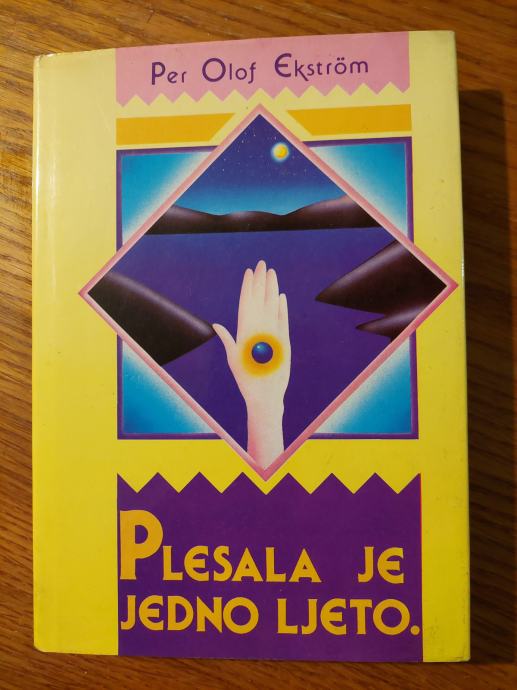 Per Olof Ekström
PLESALA JE
JEDNO LJETO.